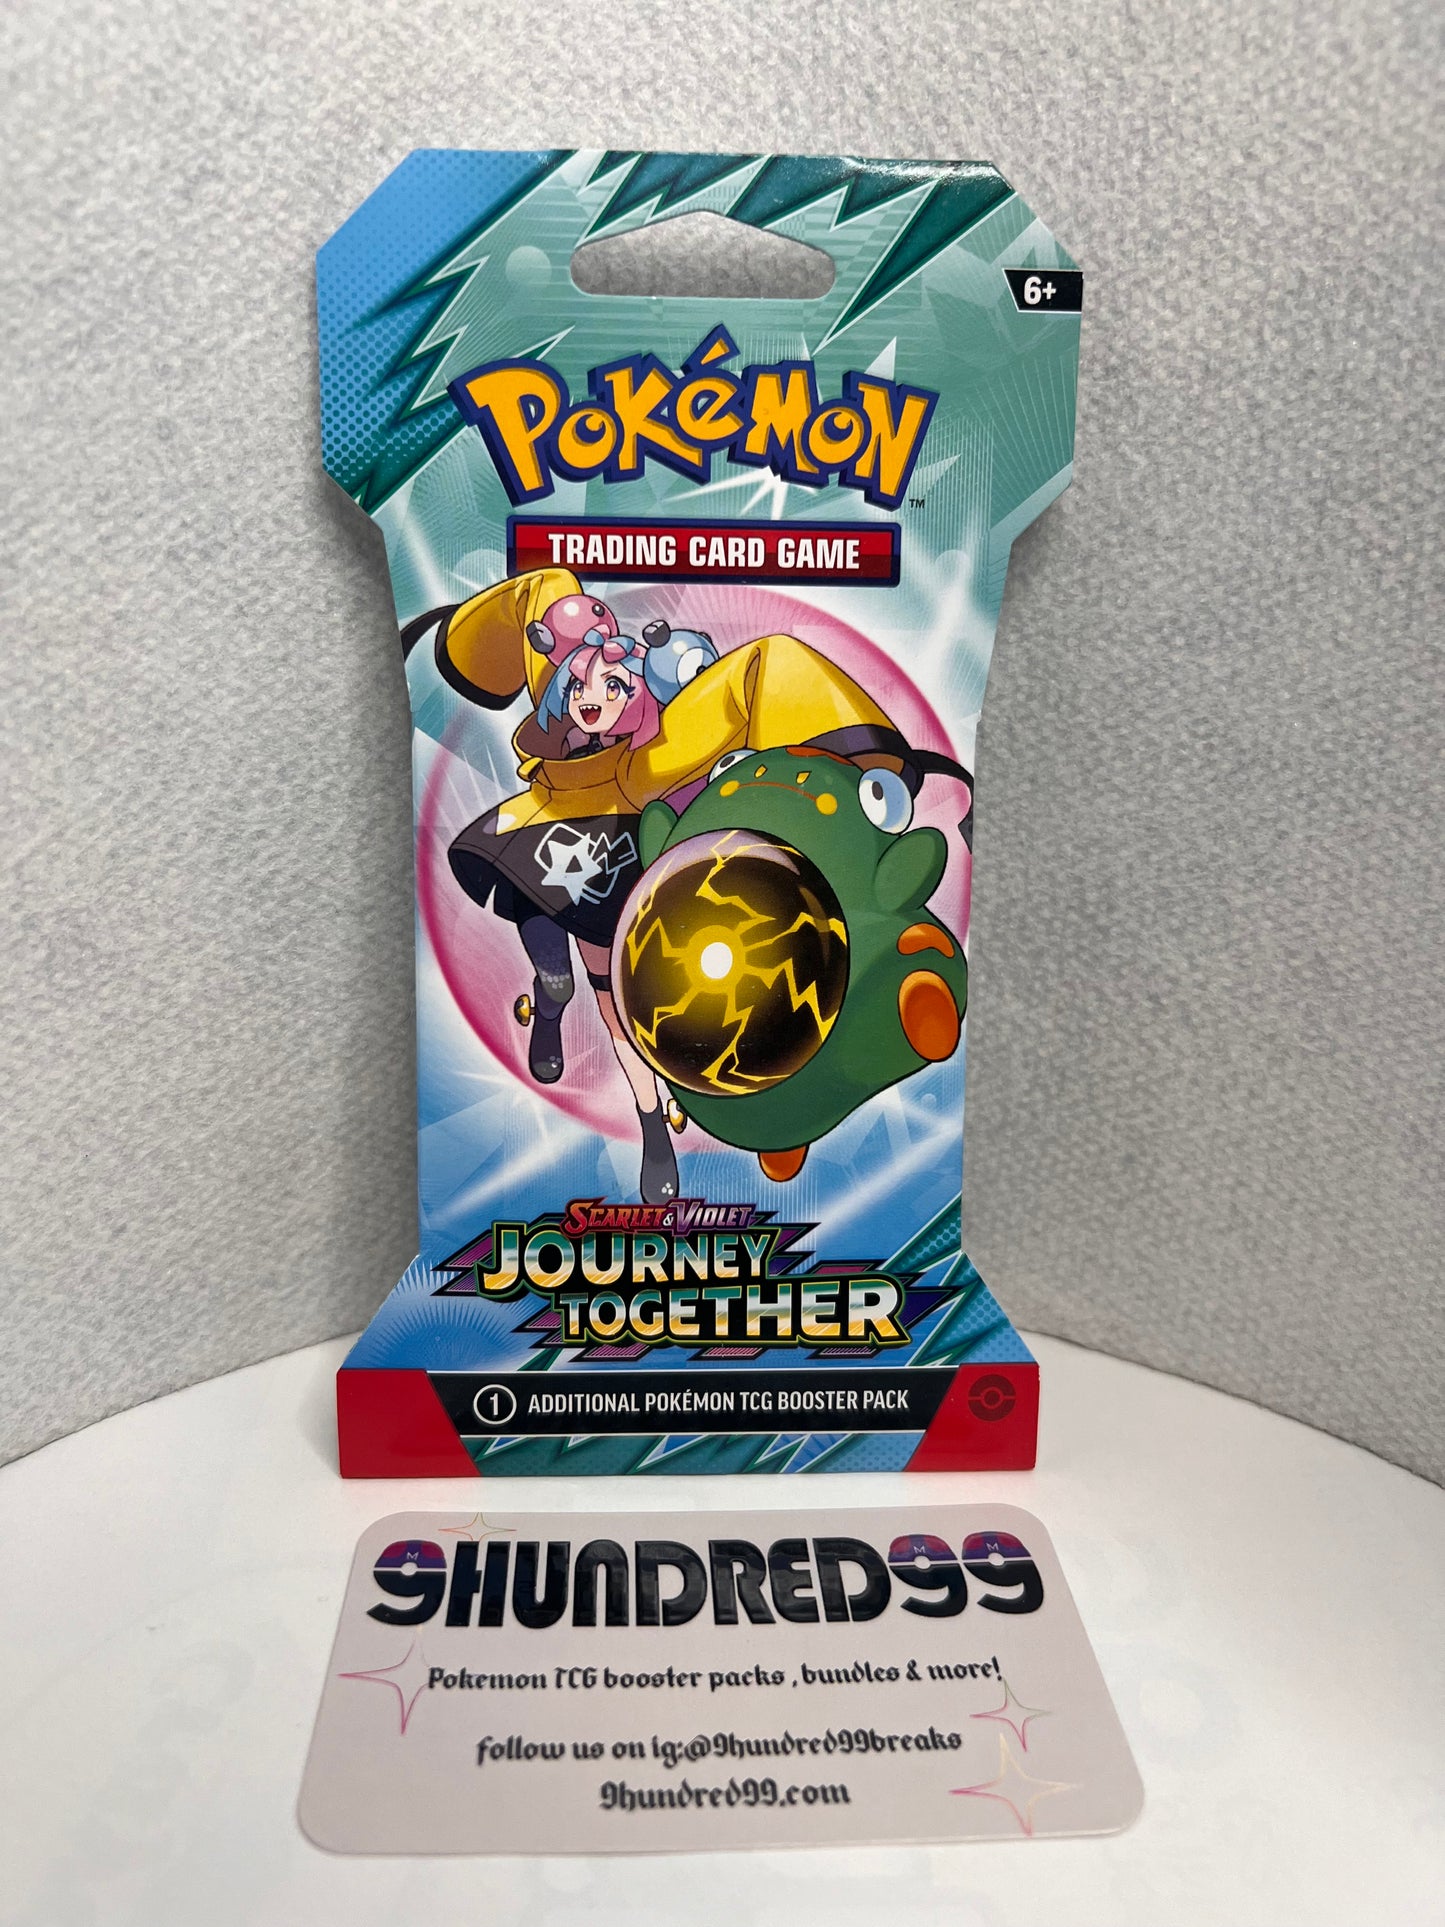 6+
POKéMON
TM
TRADING CARD GAME
SCARLET & VIOLET
JOURNEY
TOGETHER
1 ADDITIONAL POKÉMON TCG BOOSTER PACK
9HUNDRED99
Pokemon TCG booster packs , bundles & more!
follow us on ig:@9hundred99breaks
9hundred99.com